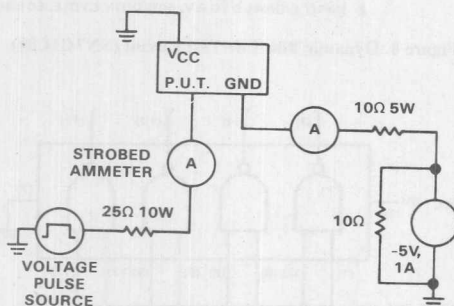 VCC
P.U.T. GND
A
10Ω 5W
STROBED
AMMETER
A
25Ω 10W
10Ω
-5V,
1A
VOLTAGE
PULSE
SOURCE